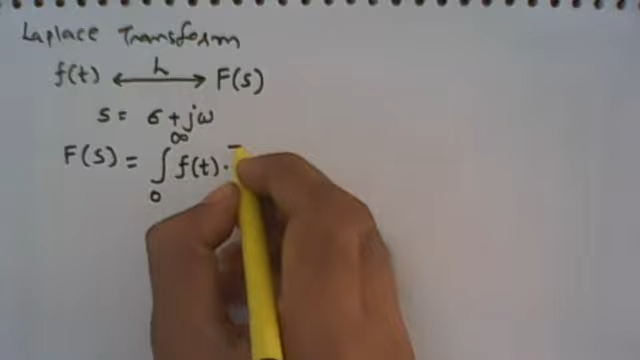 Laplace Transform
f(t) ⟷ F(s)
L
s = σ + jω
F(s) = ∫₀^∞ f(t) · ‾